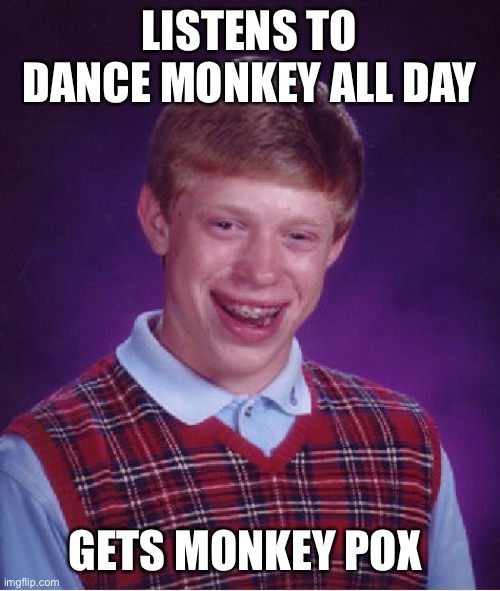 LISTENS TO
DANCE MONKEY ALL DAY
GETS MONKEY POX
imgflip.com